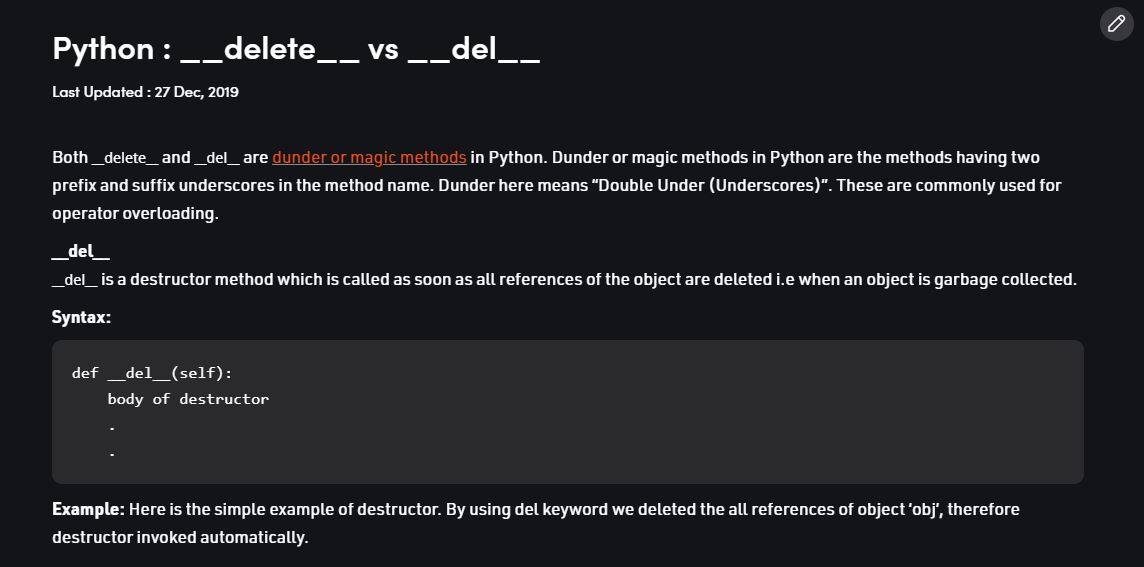 Python : __delete__ vs __del__
Last Updated : 27 Dec, 2019
Both __delete__ and __del__ are dunder or magic methods in Python. Dunder or magic methods in Python are the methods having two
prefix and suffix underscores in the method name. Dunder here means “Double Under (Underscores)”. These are commonly used for
operator overloading.
__del__
__del__ is a destructor method which is called as soon as all references of the object are deleted i.e when an object is garbage collected.
Syntax:
def __del__(self):
    body of destructor
    .
    .
Example: Here is the simple example of destructor. By using del keyword we deleted the all references of object ‘obj’, therefore
destructor invoked automatically.